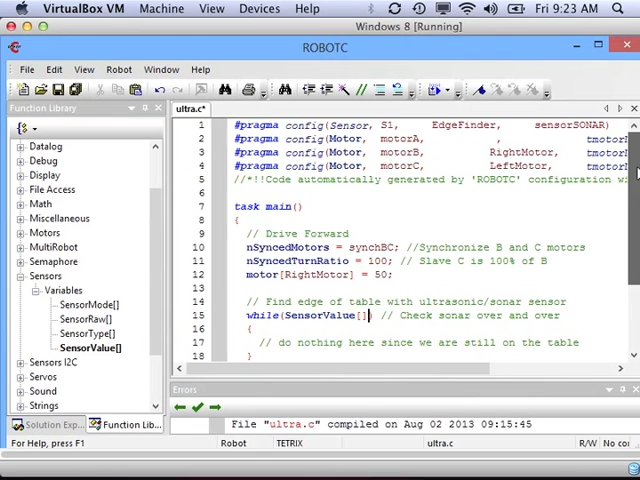 VirtualBox VM Machine View Devices Help Fri 9:23 AM
Windows 8 [Running]
ROBOTC
File Edit View Robot Window Help
Function Library
ultra.c*
Datalog
Debug
Display
File Access
Math
Miscellaneous
MultiRobot
Semaphore
Sensors
Variables
SensorMode[]
SensorRaw[]
SensorType[]
SensorValue[]
Sensors I2C
Servos
Sound
Strings
Solution Exp...
Function Lib...
1 #pragma config(Sensor, S1, EdgeFinder, sensorSONAR)
2 #pragma config(Motor, motorA, ,
3 #pragma config(Motor, motorB, RightMotor,
4 #pragma config(Motor, motorC, LeftMotor,
5 //*!!Code automatically generated by 'ROBOTC' configuration
6
7 task main()
8 {
9 // Drive Forward
10 nSyncedMotors = synchBC; //Synchronize B and C motors
11 nSyncedTurnRatio = 100; // Slave C is 100% of B
12 motor[RightMotor] = 50;
13
14 // Find edge of table with ultrasonic/sonar sensor
15 while(SensorValue[]) // Check sonar over and over
16 {
17 // do nothing here since we are still on the table
18 }
Errors
File "ultra.c" compiled on Aug 02 2013 09:15:45
For Help, press F1 Robot TETRIX ultra.c R/W No